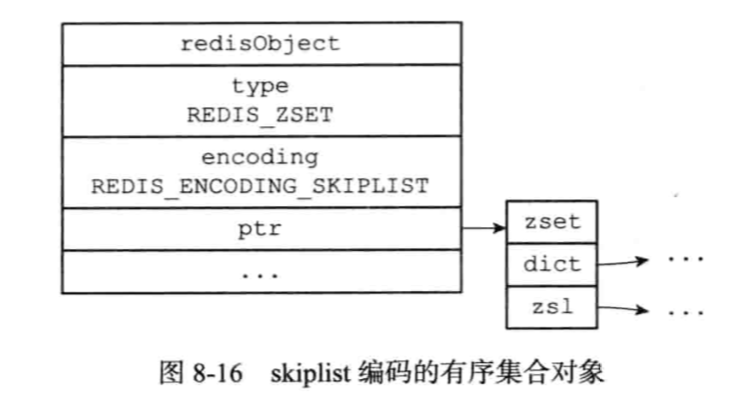 redisObject
type
REDIS_ZSET
encoding
REDIS_ENCODING_SKIPLIST
ptr
...
zset
dict
...
zsl
...
图 8-16 skiplist 编码的有序集合对象